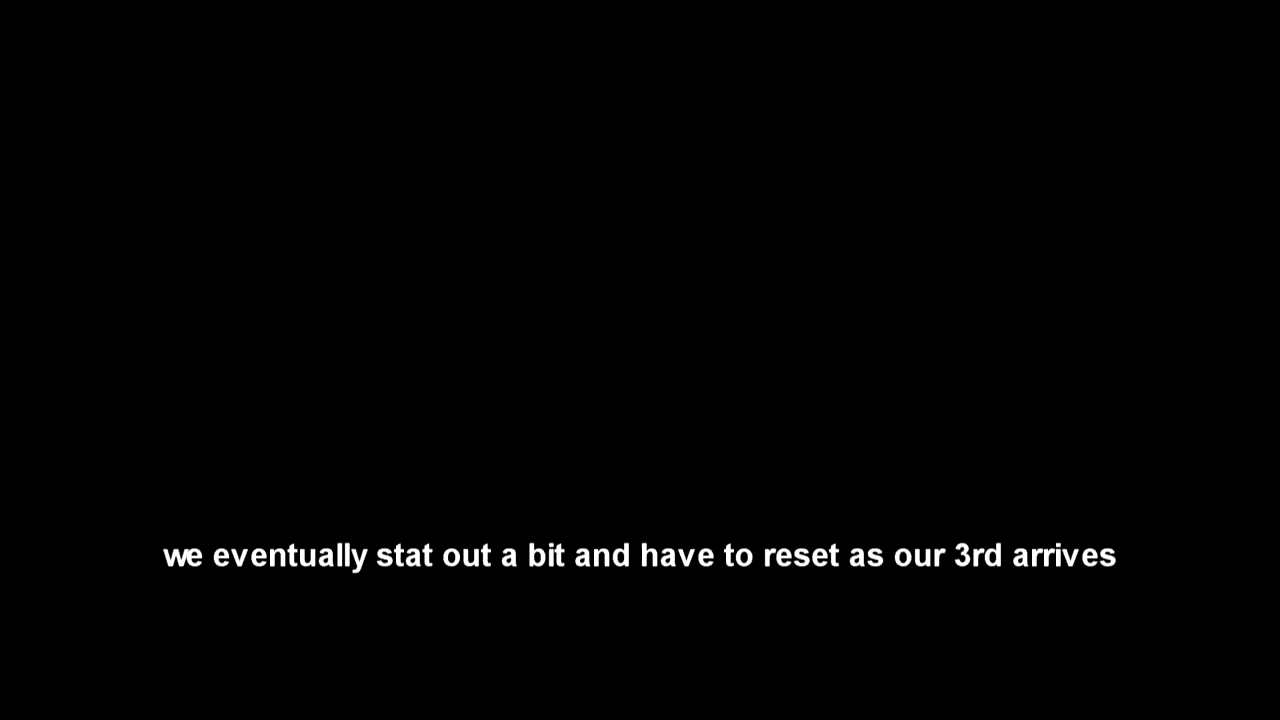 we eventually stat out a bit and have to reset as our 3rd arrives